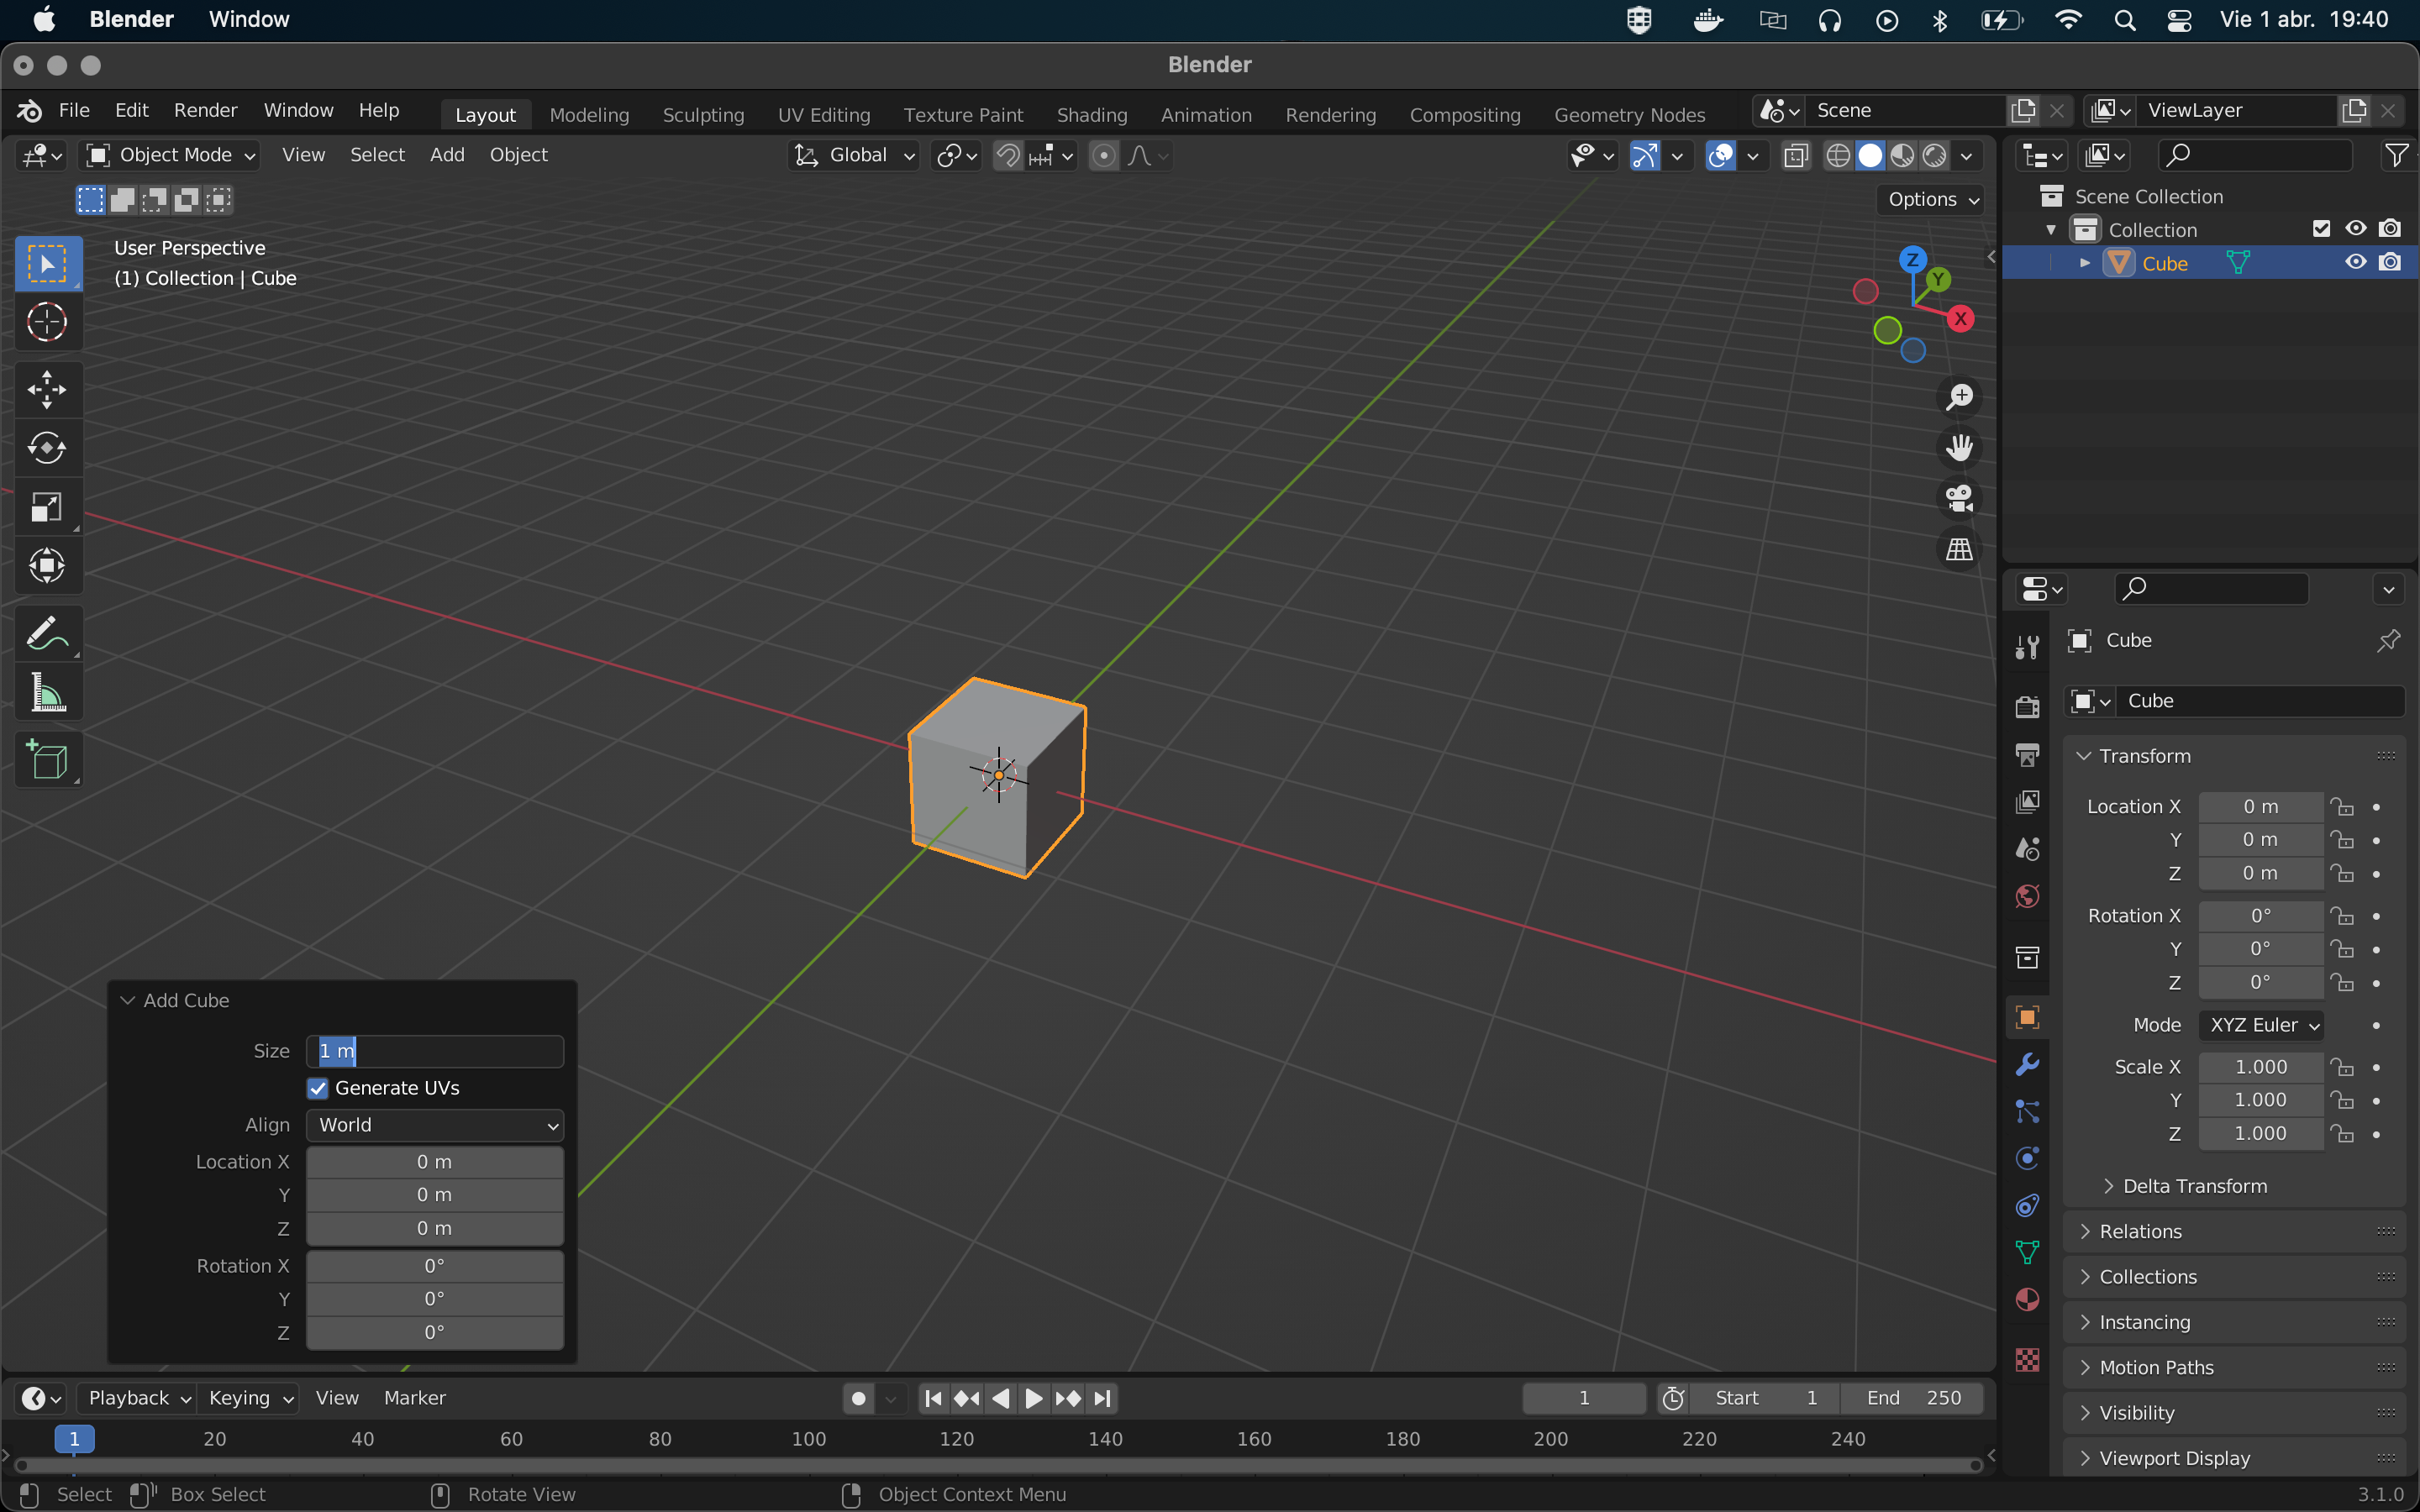 Blender Window Vie 1 abr. 19:40
Blender
File Edit Render Window Help Layout Modeling Sculpting UV Editing Texture Paint Shading Animation Rendering Compositing Geometry Nodes Scene ViewLayer
Object Mode View Select Add Object Global
Options
User Perspective
(1) Collection | Cube
Z
Y
X
Scene Collection
Collection
Cube
Cube
Cube
Transform
Location X 0 m
Y 0 m
Z 0 m
Rotation X 0°
Y 0°
Z 0°
Mode XYZ Euler
Scale X 1.000
Y 1.000
Z 1.000
Delta Transform
Relations
Collections
Instancing
Motion Paths
Visibility
Viewport Display
Add Cube
Size 1 m
Generate UVs
Align World
Location X 0 m
Y 0 m
Z 0 m
Rotation X 0°
Y 0°
Z 0°
Playback Keying View Marker 1 Start 1 End 250
1 20 40 60 80 100 120 140 160 180 200 220 240
Select Box Select Rotate View Object Context Menu 3.1.0